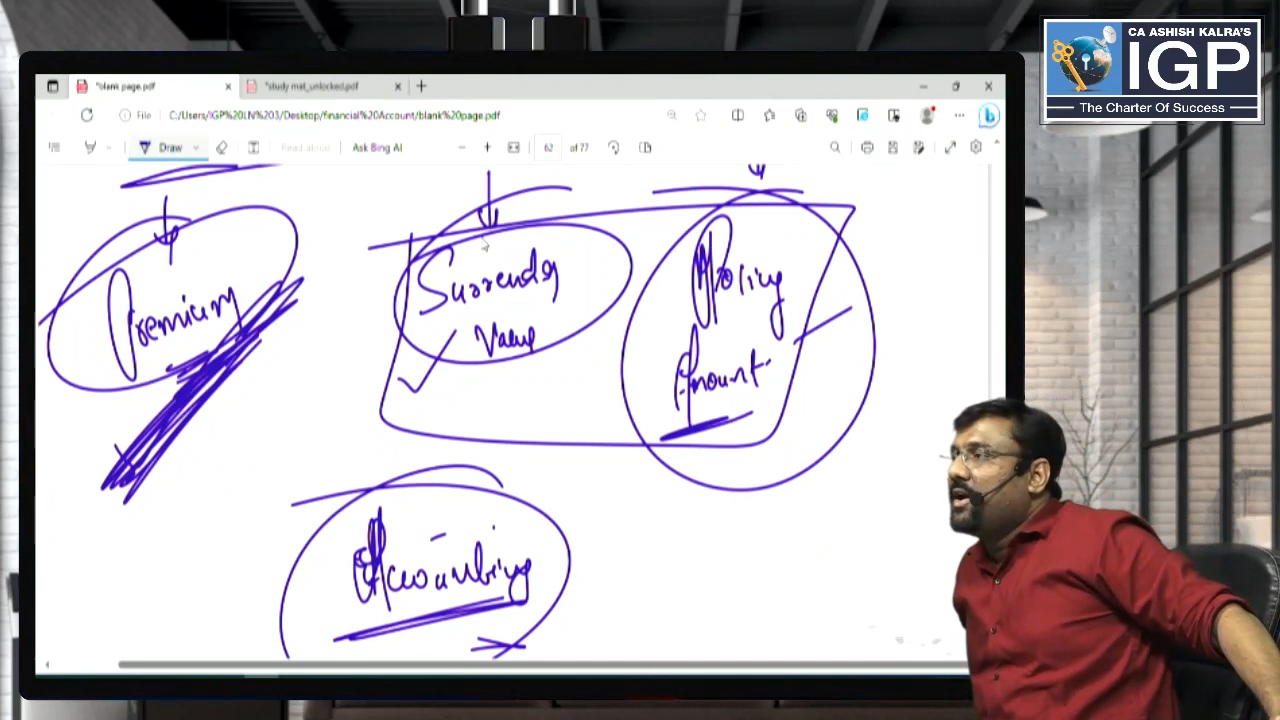 CA ASHISH KALRA'S
IGP
The Charter Of Success
*blank page.pdf
*study mat_unlocked.pdf
File C:/Users/IGP%20LN%203/Desktop/financial%20Account/blank%20page.pdf
Draw Read aloud Ask Bing AI 62 of 77
Premium
Surrender
Value
Policy
Amount
Accounting